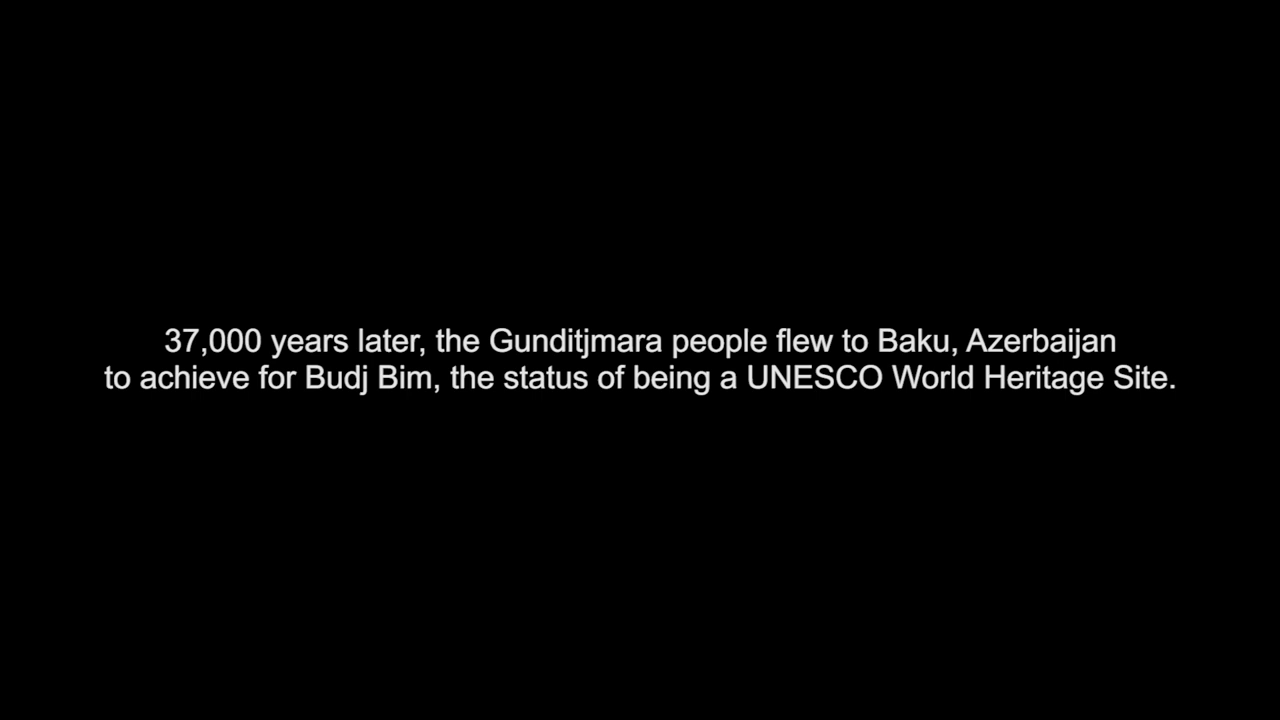 37,000 years later, the Gunditjmara people flew to Baku, Azerbaijan
to achieve for Budj Bim, the status of being a UNESCO World Heritage Site.